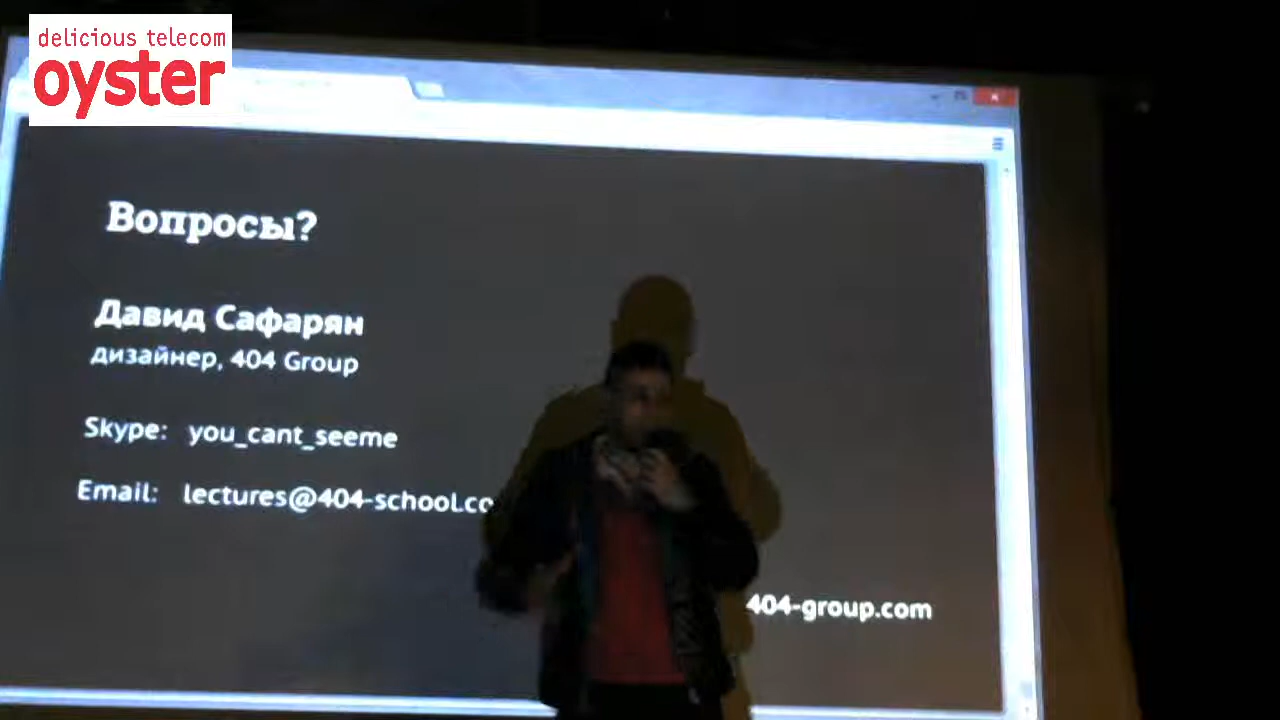 delicious telecom
oyster
Вопросы?
Давид Сафарян
дизайнер, 404 Group
Skype: you_cant_seeme
Email: lectures@404-school.co
404-group.com